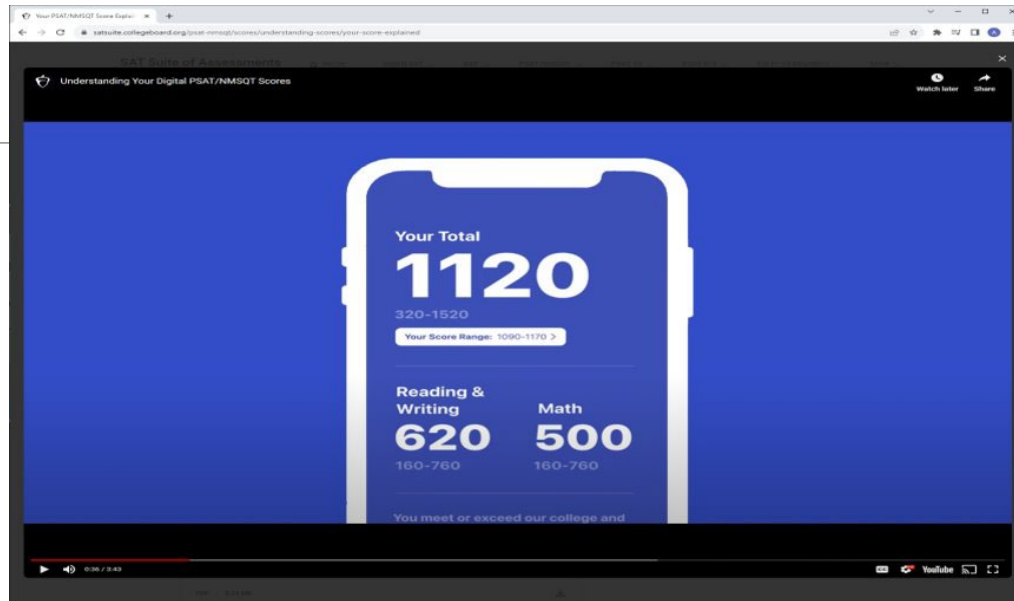 Your PSAT/NMSQT Score Explai
satsuite.collegeboard.org/psat-nmsqt/scores/understanding-scores/your-score-explained
SAT Suite of Assessments
Understanding Your Digital PSAT/NMSQT Scores
Watch later
Share
Your Total
1120
320-1520
Your Score Range: 1090-1170 >
Reading &
Writing
Math
620
500
160-760
160-760
You meet or exceed our college and
0:36 / 3:43
CC
YouTube